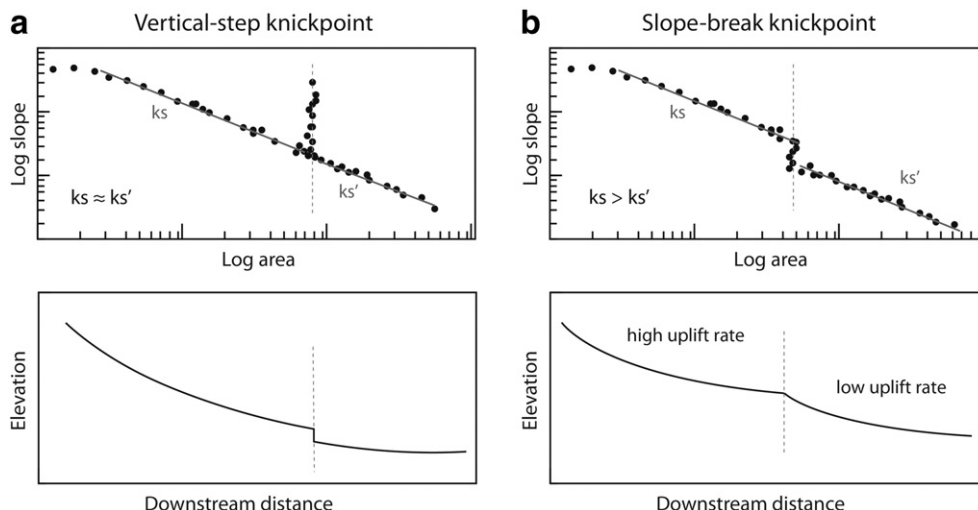 a Vertical-step knickpoint
Log slope
ks
ks'
ks ≈ ks'
Log area
Elevation
Downstream distance
b Slope-break knickpoint
Log slope
ks
ks'
ks > ks'
Log area
Elevation
high uplift rate
low uplift rate
Downstream distance